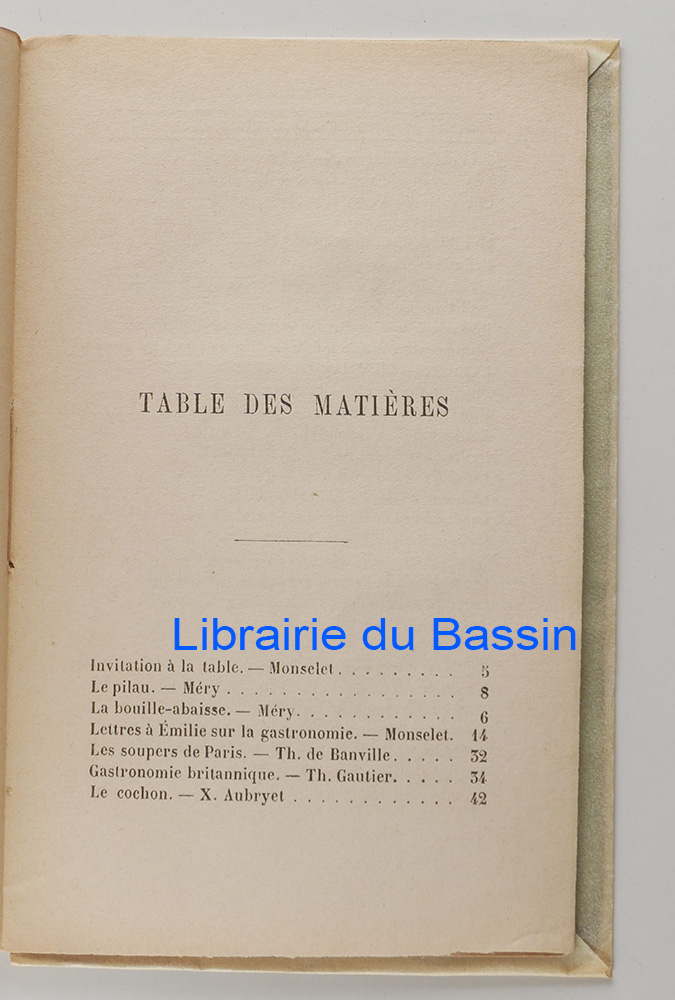 TABLE DES MATIÈRES
Librairie du Bassin
Invitation à la table. — Monselet. . . . . . . . . 5
Le pilau. — Méry . . . . . . . . . . . . . . . . . 8
La bouille-abaisse. — Méry. . . . . . . . . . . . 6
Lettres à Émilie sur la gastronomie. — Monselet. 14
Les soupers de Paris. — Th. de Banville. . . . . 32
Gastronomie britannique. — Th. Gautier. . . . . 34
Le cochon. — X. Aubryet . . . . . . . . . . . . 42